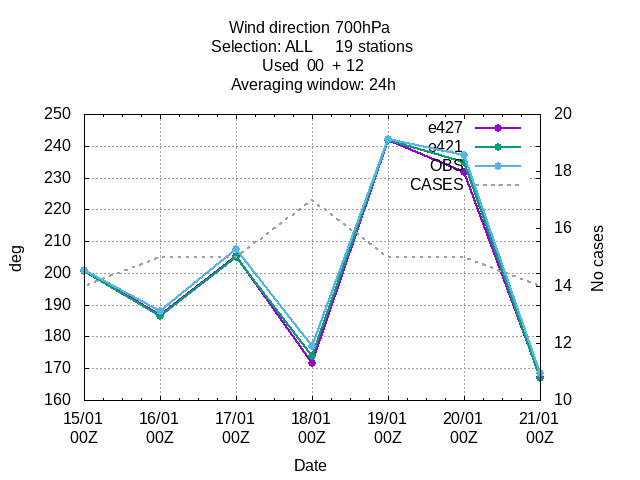 Wind direction 700hPa
Selection: ALL 19 stations
Used 00 + 12
Averaging window: 24h
250
240
230
220
210
200
190
180
170
160
deg
20
18
16
14
12
10
No cases
e427
e421
OBS
CASES
15/01 16/01 17/01 18/01 19/01 20/01 21/01
00Z 00Z 00Z 00Z 00Z 00Z 00Z
Date